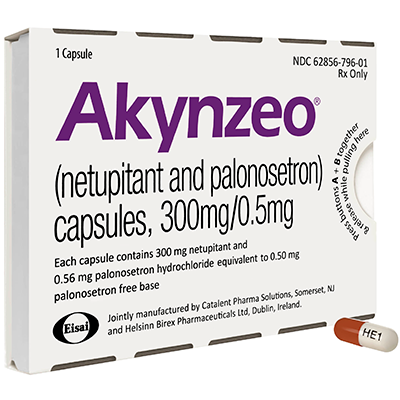 1 Capsule
NDC 62856-796-01
Rx Only
Akynzeo®
(netupitant and palonosetron)
capsules, 300mg/0.5mg
Press buttons A + B together
& release while pulling here
Each capsule contains 300 mg netupitant and
0.56 mg palonosetron hydrochloride equivalent to 0.50 mg
palonosetron free base
Eisai
Jointly manufactured by Catalent Pharma Solutions, Somerset, NJ
and Helsinn Birex Pharmaceuticals Ltd, Dublin, Ireland.
HE1